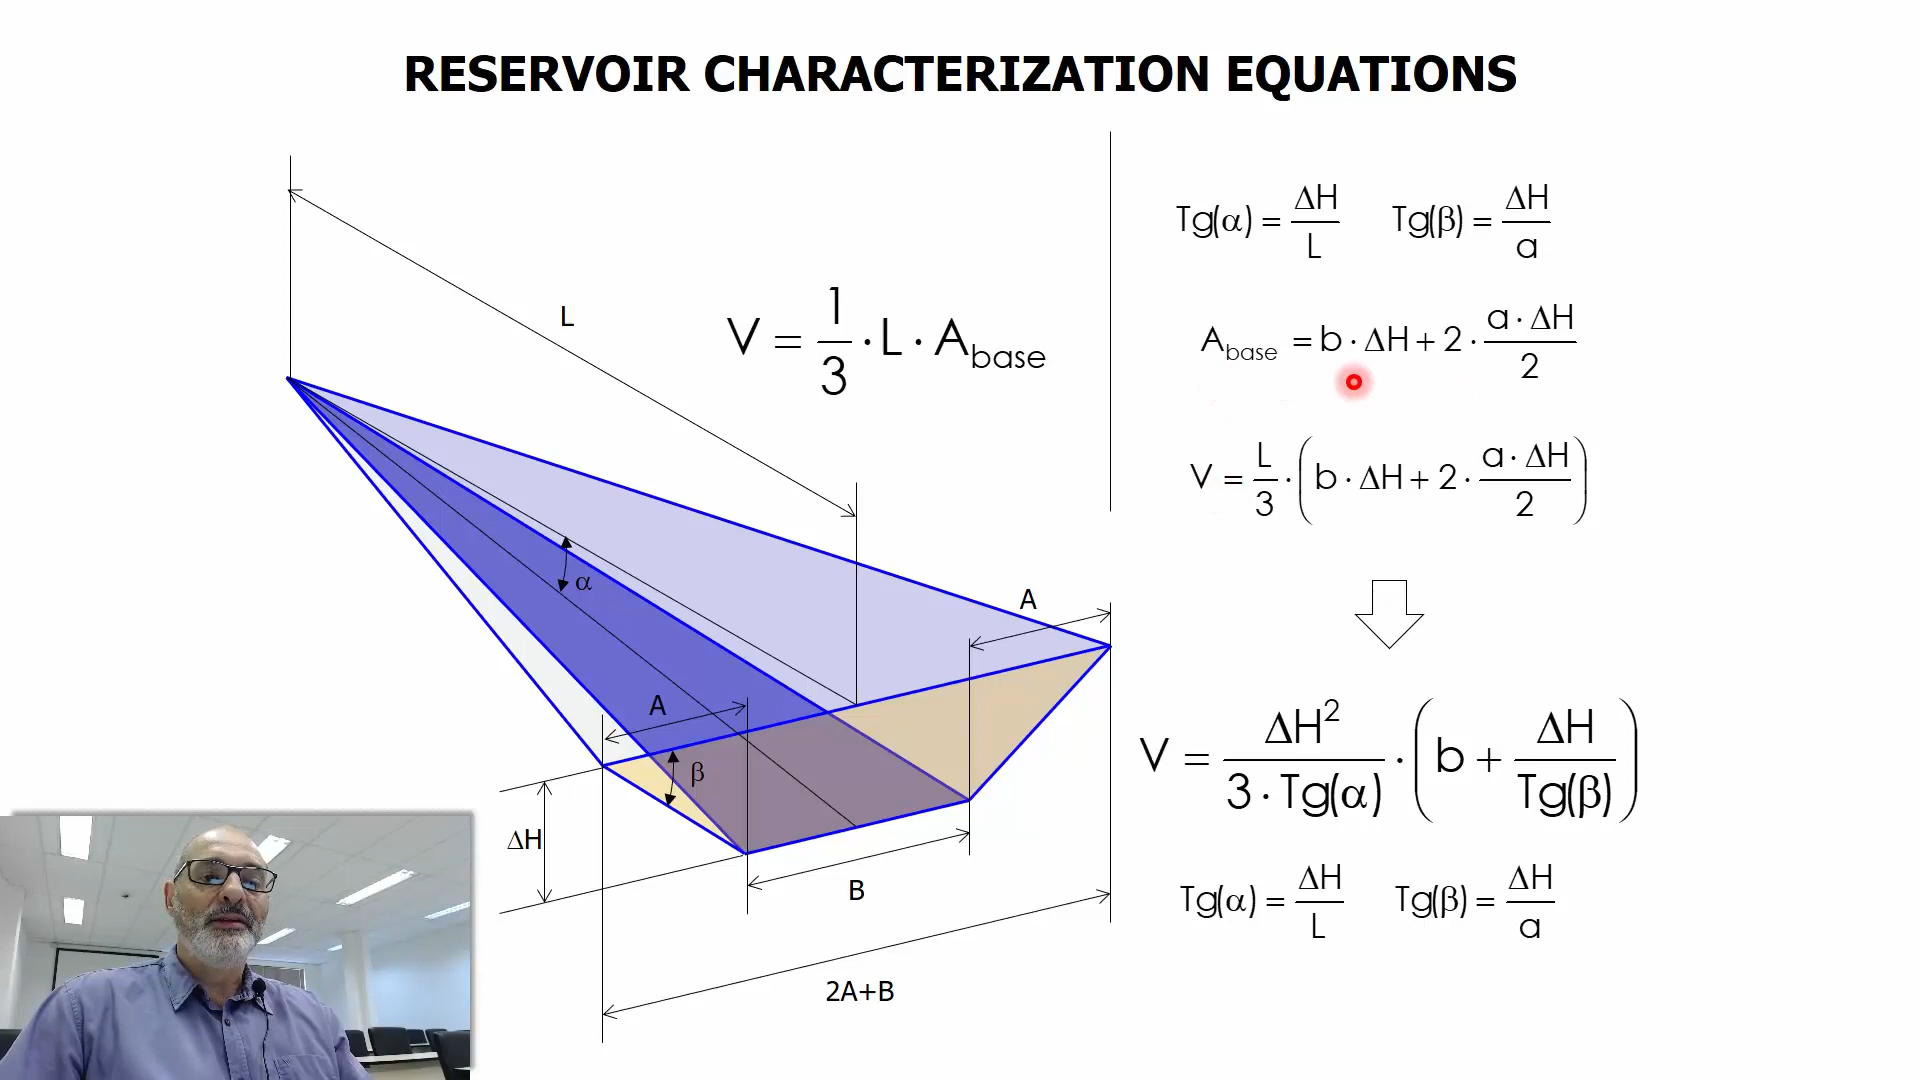 RESERVOIR CHARACTERIZATION EQUATIONS
L
V = 1/3 · L · A_base
α
A
A
β
ΔH
B
2A+B
Tg(α) = ΔH/L   Tg(β) = ΔH/a
A_base = b · ΔH + 2 · (a · ΔH)/2
V = L/3 · (b · ΔH + 2 · (a · ΔH)/2)
V = ΔH²/(3 · Tg(α)) · (b + ΔH/Tg(β))
Tg(α) = ΔH/L   Tg(β) = ΔH/a